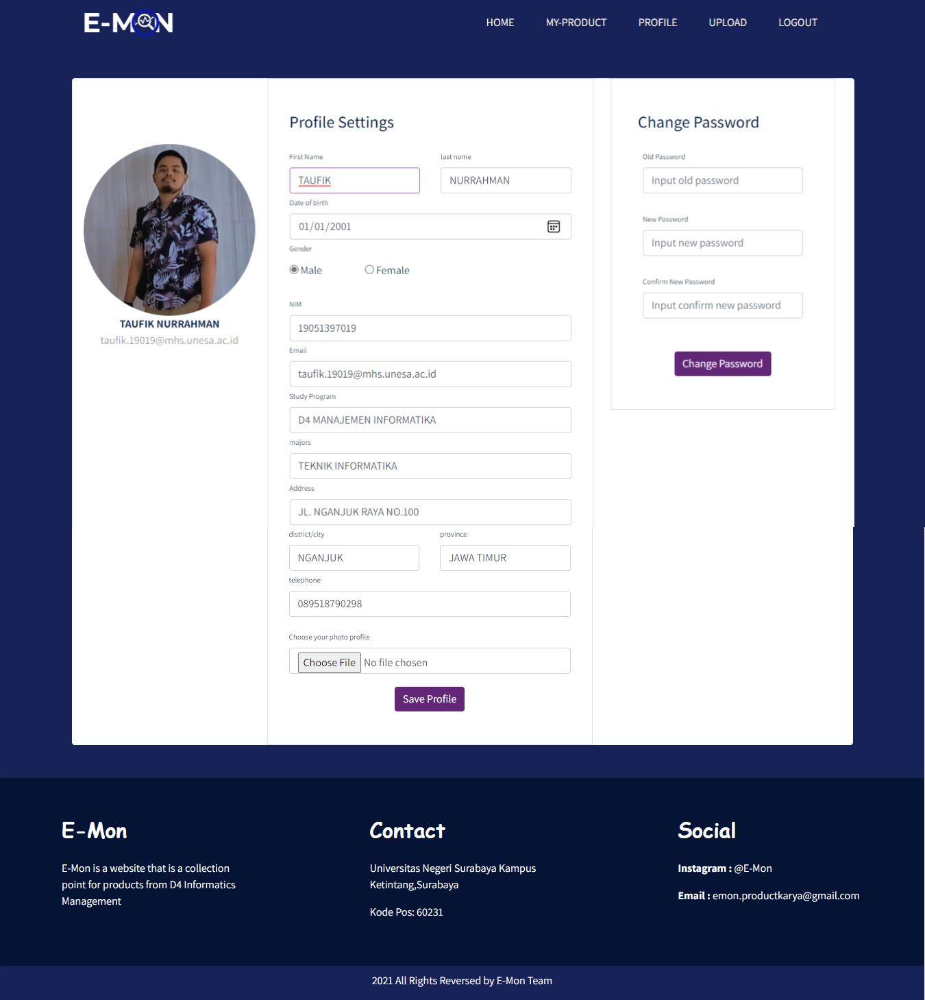 E-MON
HOME MY-PRODUCT PROFILE UPLOAD LOGOUT
TAUFIK NURRAHMAN
taufik.19019@mhs.unesa.ac.id
Profile Settings
First Name last name
TAUFIK NURRAHMAN
Date of birth
01/01/2001
Gender
Male Female
NIM
19051397019
Email
taufik.19019@mhs.unesa.ac.id
Study Program
D4 MANAJEMEN INFORMATIKA
majors
TEKNIK INFORMATIKA
Address
JL. NGANJUK RAYA NO.100
district/city province
NGANJUK JAWA TIMUR
telephone
089518790298
Choose your photo profile
Choose File No file chosen
Save Profile
Change Password
Old Password
Input old password
New Password
Input new password
Confirm New Password
Input confirm new password
Change Password
E-Mon
E-Mon is a website that is a collection
point for products from D4 Informatics
Management
Contact
Universitas Negeri Surabaya Kampus
Ketintang,Surabaya
Kode Pos: 60231
Social
Instagram : @E-Mon
Email : emon.productkarya@gmail.com
2021 All Rights Reversed by E-Mon Team